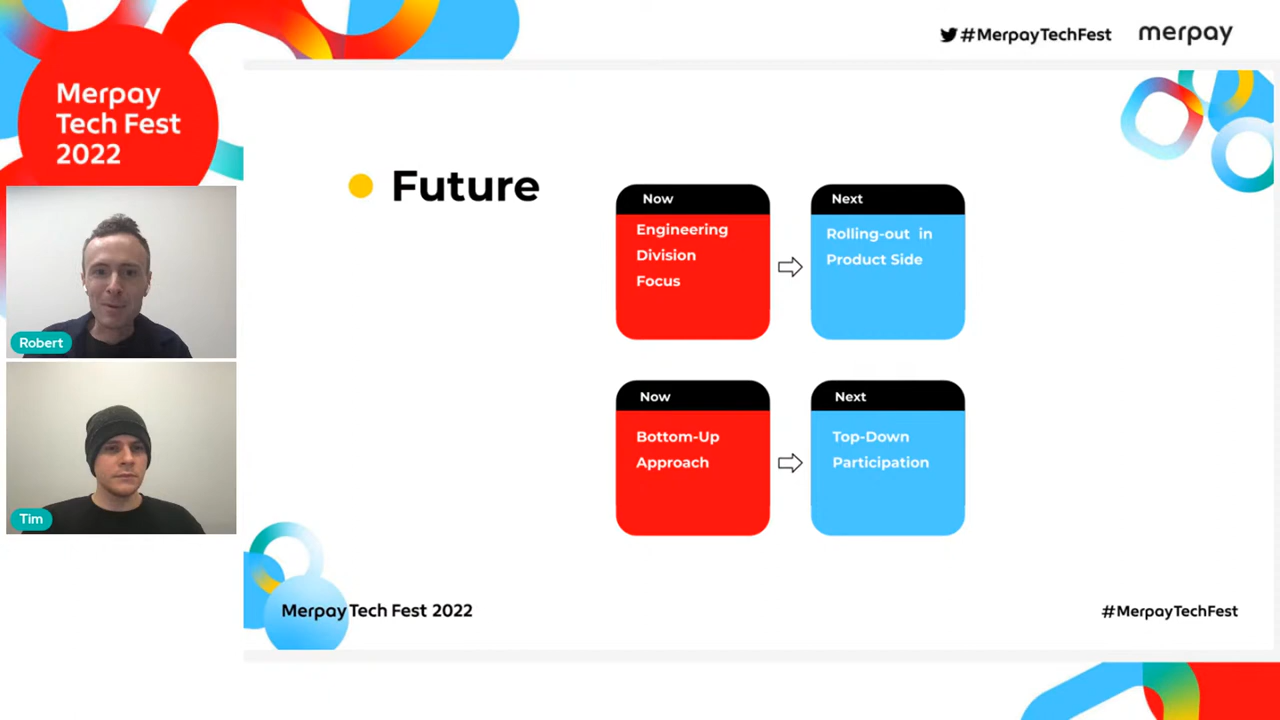 #MerpayTechFest
merpay
Merpay
Tech Fest
2022
Robert
Tim
Future
Now
Engineering
Division
Focus
Next
Rolling-out in
Product Side
Now
Bottom-Up
Approach
Next
Top-Down
Participation
Merpay Tech Fest 2022
#MerpayTechFest